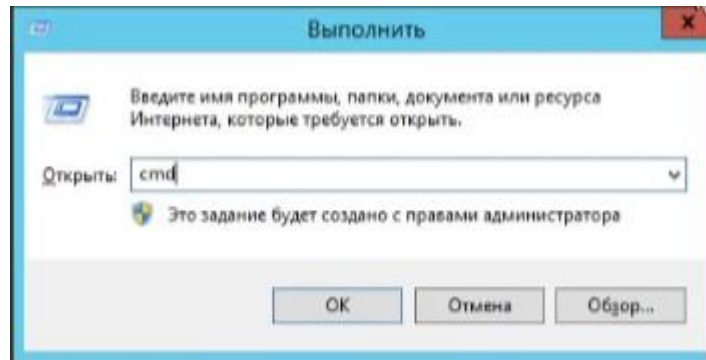 Выполнить
Введите имя программы, папки, документа или ресурса
Интернета, которые требуется открыть.
Открыть: cmd
Это задание будет создано с правами администратора
OK Отмена Обзор...